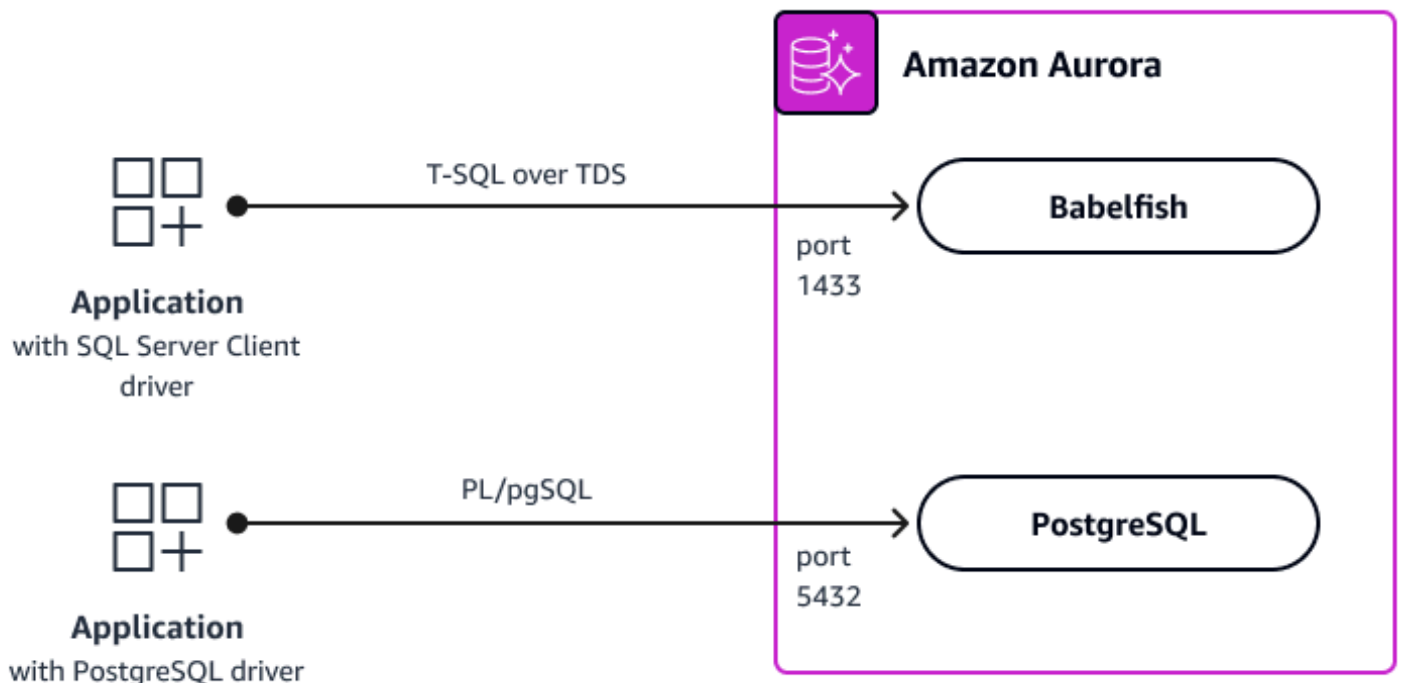 Amazon Aurora
T-SQL over TDS
Babelfish
port
1433
Application
with SQL Server Client
driver
PL/pgSQL
PostgreSQL
port
5432
Application
with PostgreSQL driver